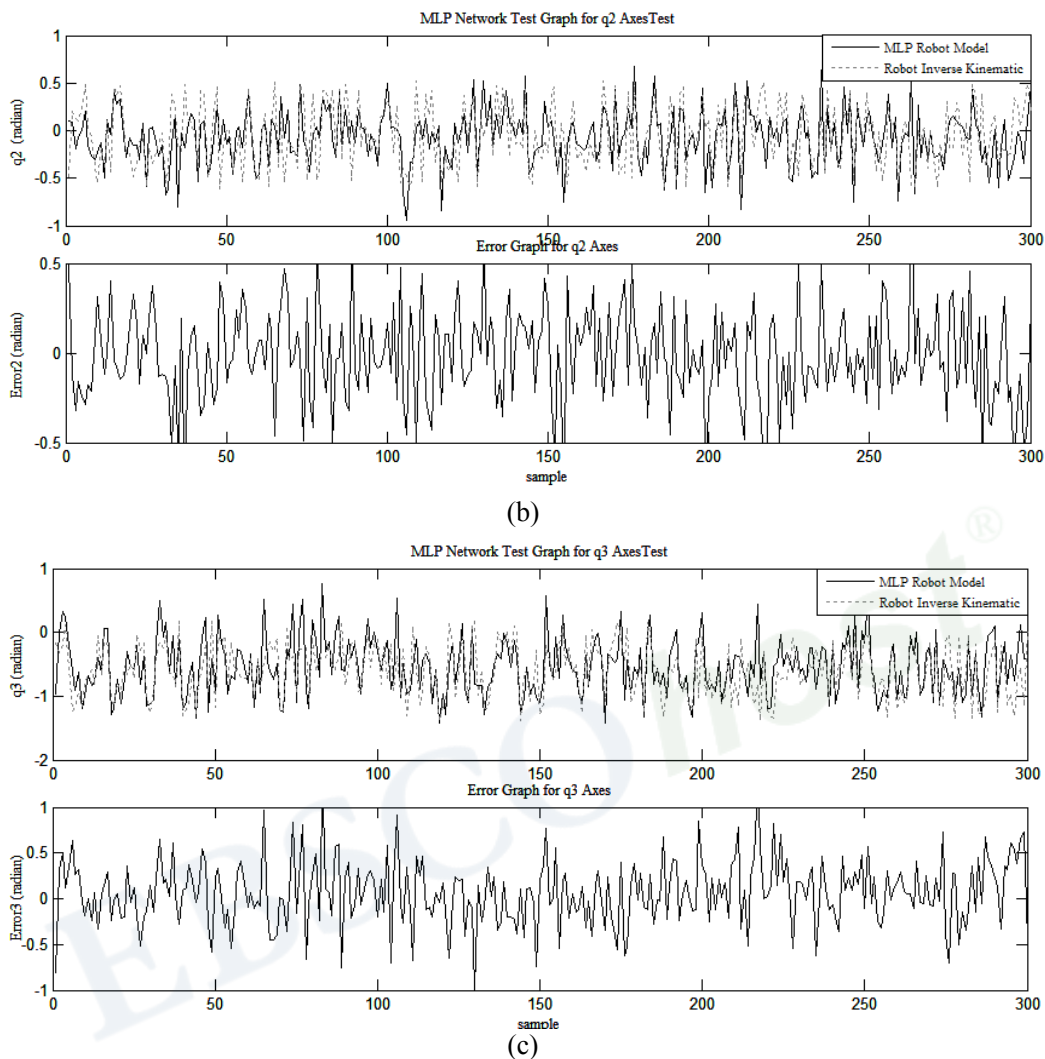 MLP Network Test Graph for q2 AxesTest
1
0.5
0
-0.5
-1
q2 (radian)
MLP Robot Model
Robot Inverse Kinematic
0 50 100 150 200 250 300
Error Graph for q2 Axes
0.5
0
-0.5
Error2 (radian)
0 50 100 150 200 250 300
sample
(b)
MLP Network Test Graph for q3 AxesTest
1
0
-1
-2
q3 (radian)
MLP Robot Model
Robot Inverse Kinematic
0 50 100 150 200 250 300
Error Graph for q3 Axes
1
0.5
0
-0.5
-1
Error3 (radian)
0 50 100 150 200 250 300
sample
(c)
EBSCOhost®